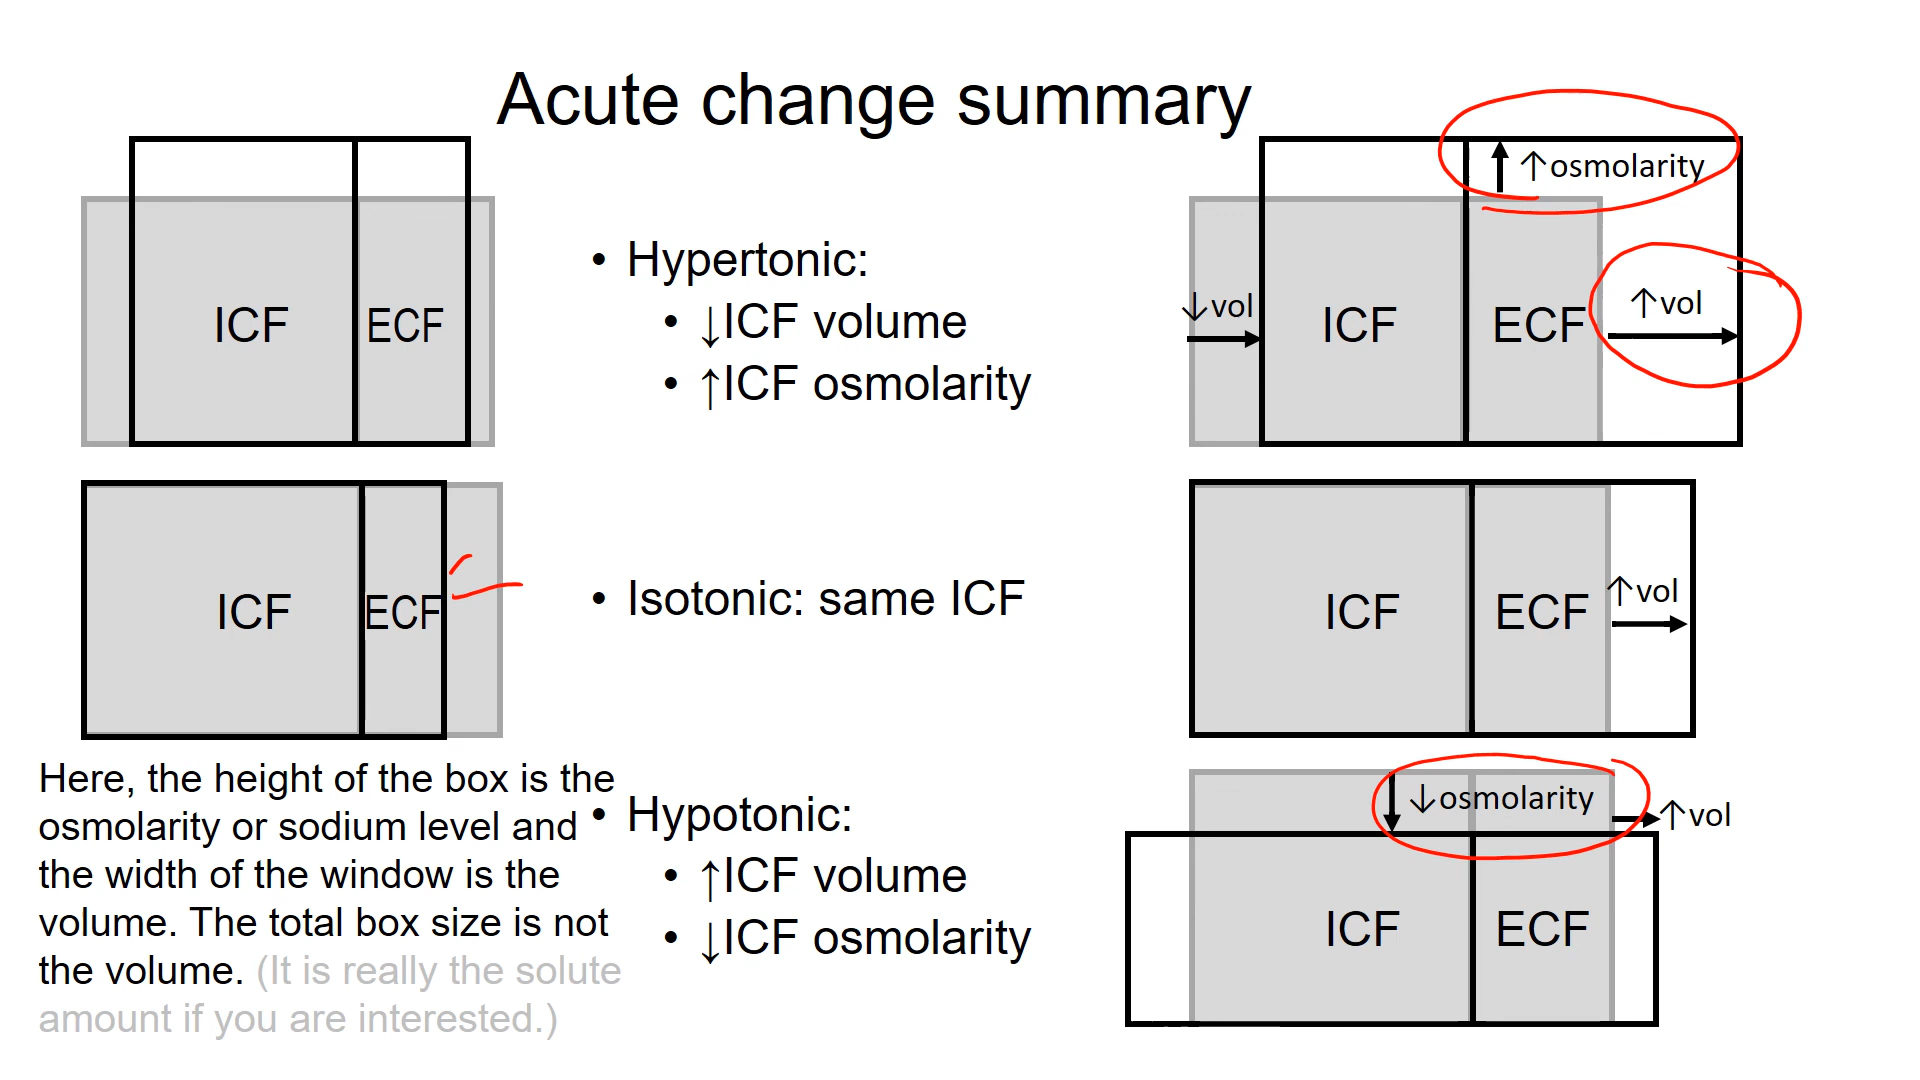 Acute change summary
ICF
ECF
• Hypertonic:
• ↓ICF volume
• ↑ICF osmolarity
↑osmolarity
↓vol
ICF
ECF
↑vol
ICF
ECF
• Isotonic: same ICF
ICF
ECF
↑vol
Here, the height of the box is the
osmolarity or sodium level and
the width of the window is the
volume. The total box size is not
the volume. (It is really the solute
amount if you are interested.)
• Hypotonic:
• ↑ICF volume
• ↓ICF osmolarity
↓osmolarity
↑vol
ICF
ECF